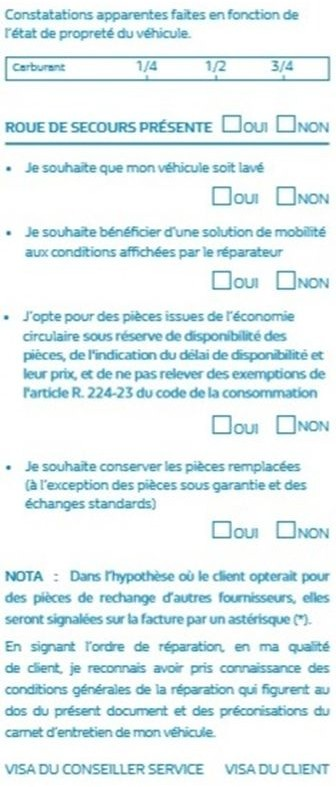 Constatations apparentes faites en fonction de
l'état de propreté du véhicule.
Carburant 1/4 1/2 3/4
ROUE DE SECOURS PRÉSENTE OUI NON
• Je souhaite que mon véhicule soit lavé
OUI NON
• Je souhaite bénéficier d'une solution de mobilité
aux conditions affichées par le réparateur
OUI NON
• J'opte pour des pièces issues de l'économie
circulaire sous réserve de disponibilité des
pièces, de l'indication du délai de disponibilité et
leur prix, et de ne pas relever des exemptions de
l'article R. 224-23 du code de la consommation
OUI NON
• Je souhaite conserver les pièces remplacées
(à l'exception des pièces sous garantie et des
échanges standards)
OUI NON
NOTA : Dans l'hypothèse où le client opterait pour
des pièces de rechange d'autres fournisseurs, elles
seront signalées sur la facture par un astérisque (*).
En signant l'ordre de réparation, en ma qualité
de client, je reconnais avoir pris connaissance des
conditions générales de la réparation qui figurent au
dos du présent document et des préconisations du
carnet d'entretien de mon véhicule.
VISA DU CONSEILLER SERVICE VISA DU CLIENT